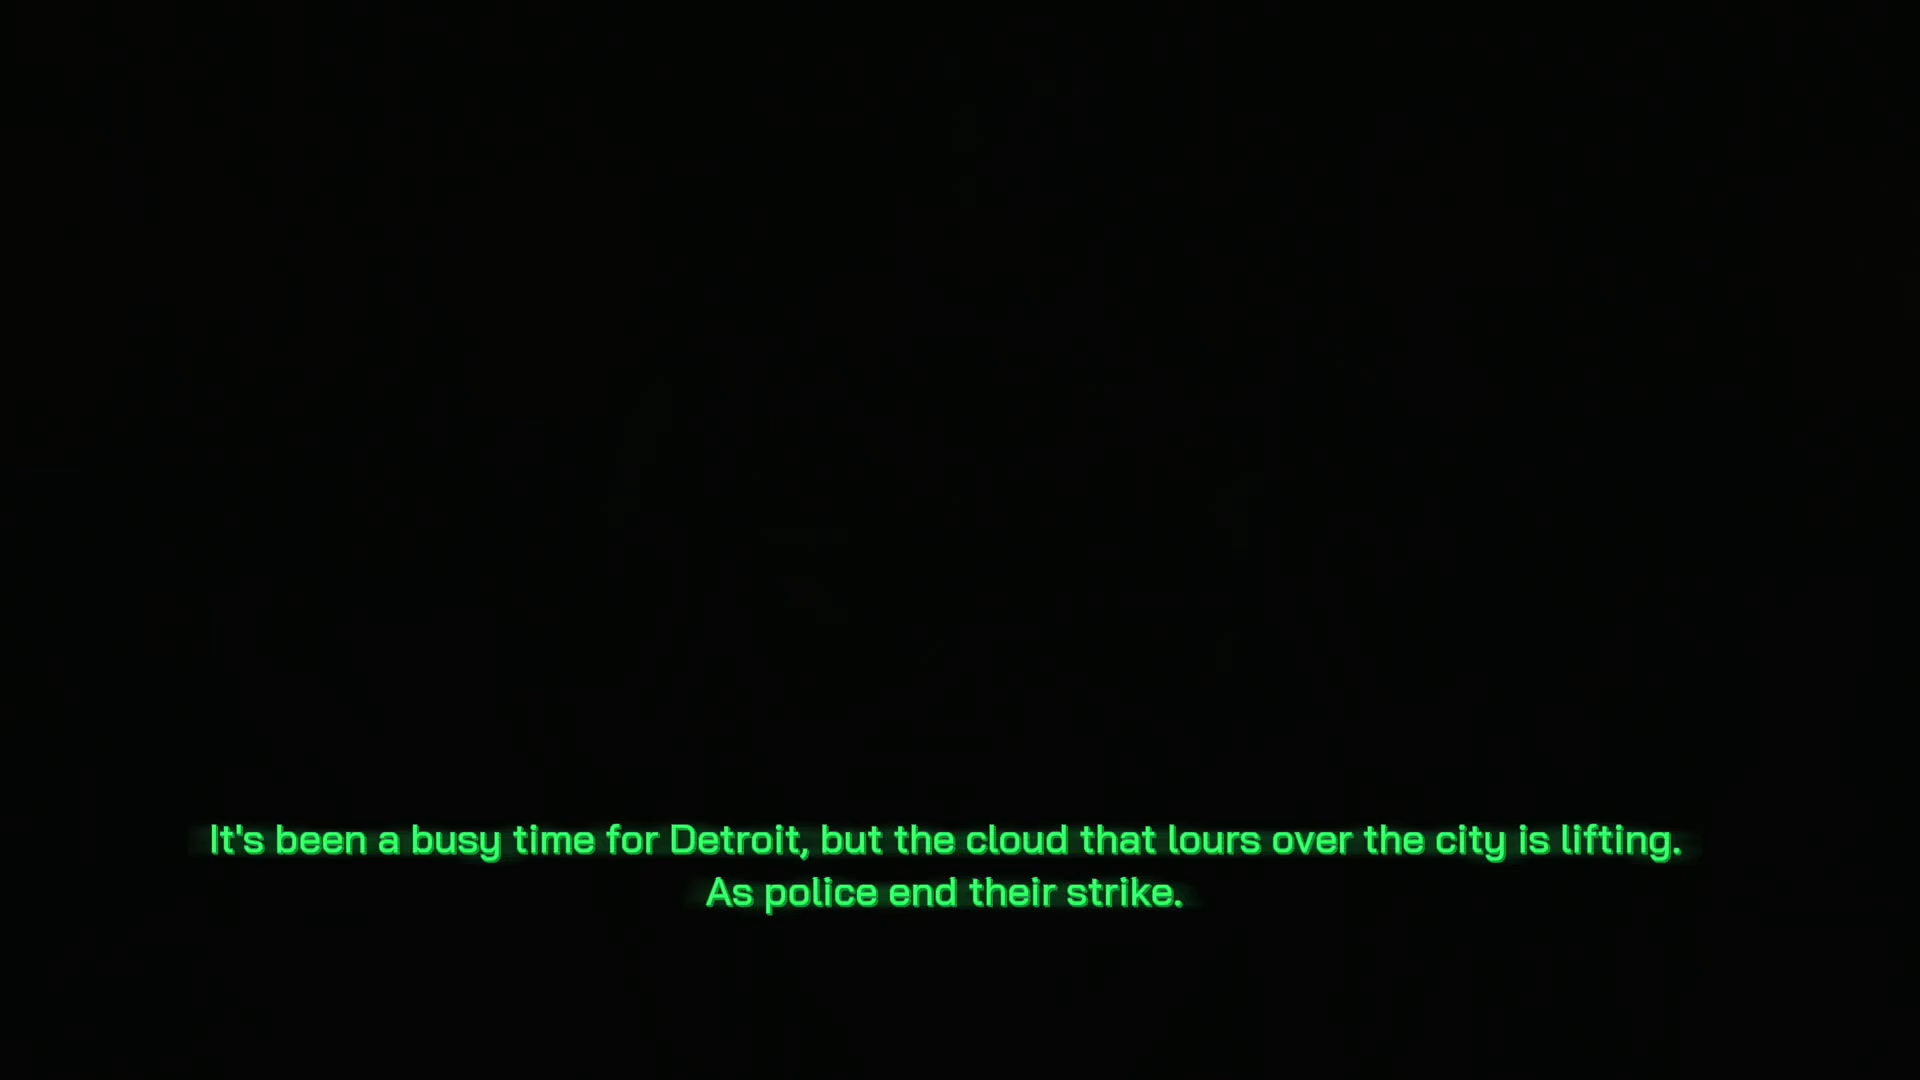 It's been a busy time for Detroit, but the cloud that lours over the city is lifting.
As police end their strike.